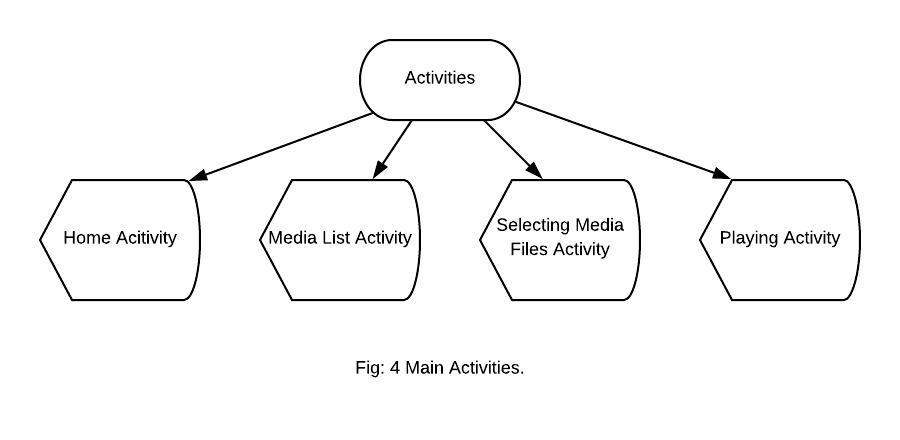 Activities
Home Acitivity
Media List Activity
Selecting Media
Files Activity
Playing Activity
Fig: 4 Main Activities.